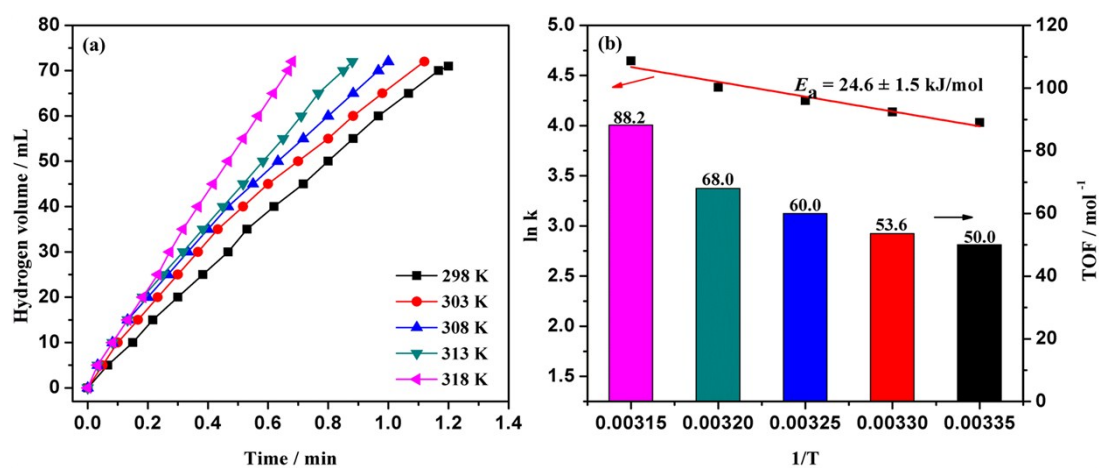 (a)
80
70
60
50
40
30
20
10
0
Hydrogen volume / mL
298 K
303 K
308 K
313 K
318 K
0.0 0.2 0.4 0.6 0.8 1.0 1.2 1.4
Time / min
(b)
5.0
4.5
4.0
3.5
3.0
2.5
2.0
1.5
ln k
Eₐ = 24.6 ± 1.5 kJ/mol
88.2
68.0
60.0
53.6
50.0
120
100
80
60
40
20
0
TOF / mol⁻¹
0.00315 0.00320 0.00325 0.00330 0.00335
1/T